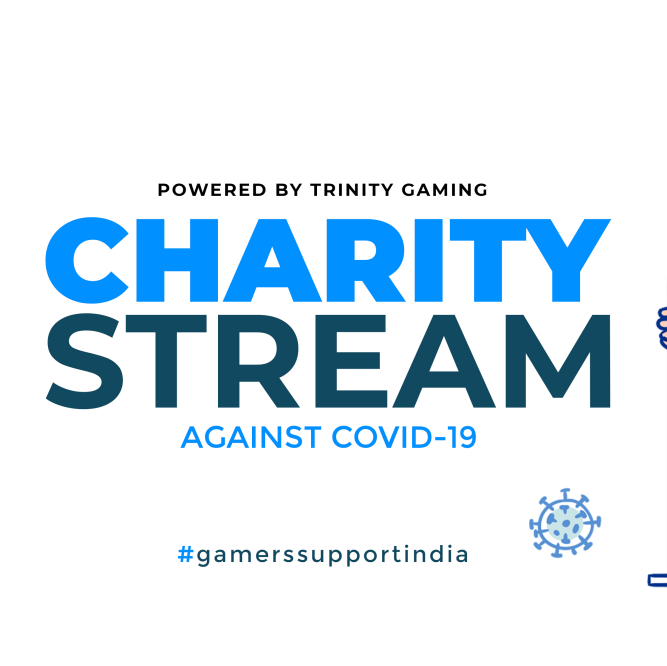 POWERED BY TRINITY GAMING
CHARITY
STREAM
AGAINST COVID-19
#gamerssupportindia